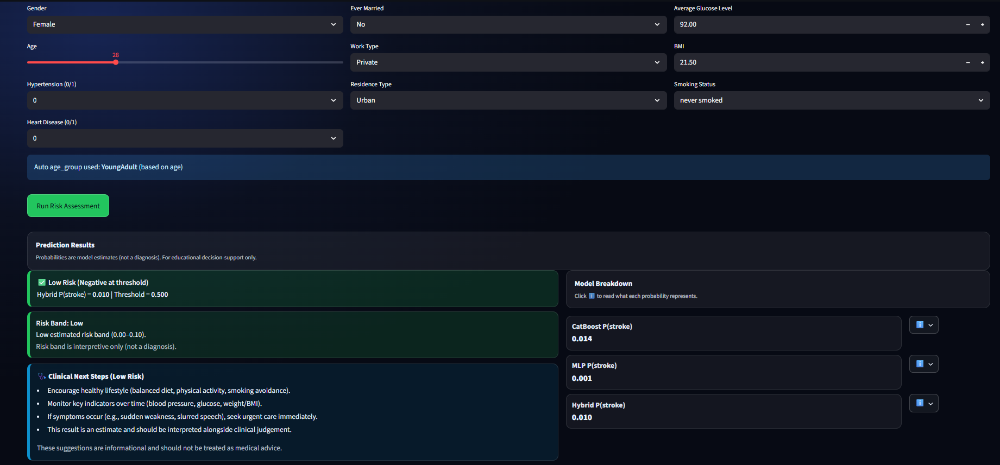 Gender
Female
Age
28
Hypertension (0/1)
0
Heart Disease (0/1)
0
Ever Married
No
Work Type
Private
Residence Type
Urban
Average Glucose Level
92.00
BMI
21.50
Smoking Status
never smoked
Auto age_group used: YoungAdult (based on age)
Run Risk Assessment
Prediction Results
Probabilities are model estimates (not a diagnosis). For educational decision-support only.
Low Risk (Negative at threshold)
Hybrid P(stroke) = 0.010 | Threshold = 0.500
Risk Band: Low
Low estimated risk band (0.00–0.10).
Risk band is interpretive only (not a diagnosis).
Clinical Next Steps (Low Risk)
• Encourage healthy lifestyle (balanced diet, physical activity, smoking avoidance).
• Monitor key indicators over time (blood pressure, glucose, weight/BMI).
• If symptoms occur (e.g., sudden weakness, slurred speech), seek urgent care immediately.
• This result is an estimate and should be interpreted alongside clinical judgement.
These suggestions are informational and should not be treated as medical advice.
Model Breakdown
Click ℹ️ to read what each probability represents.
CatBoost P(stroke)
0.014
MLP P(stroke)
0.001
Hybrid P(stroke)
0.010